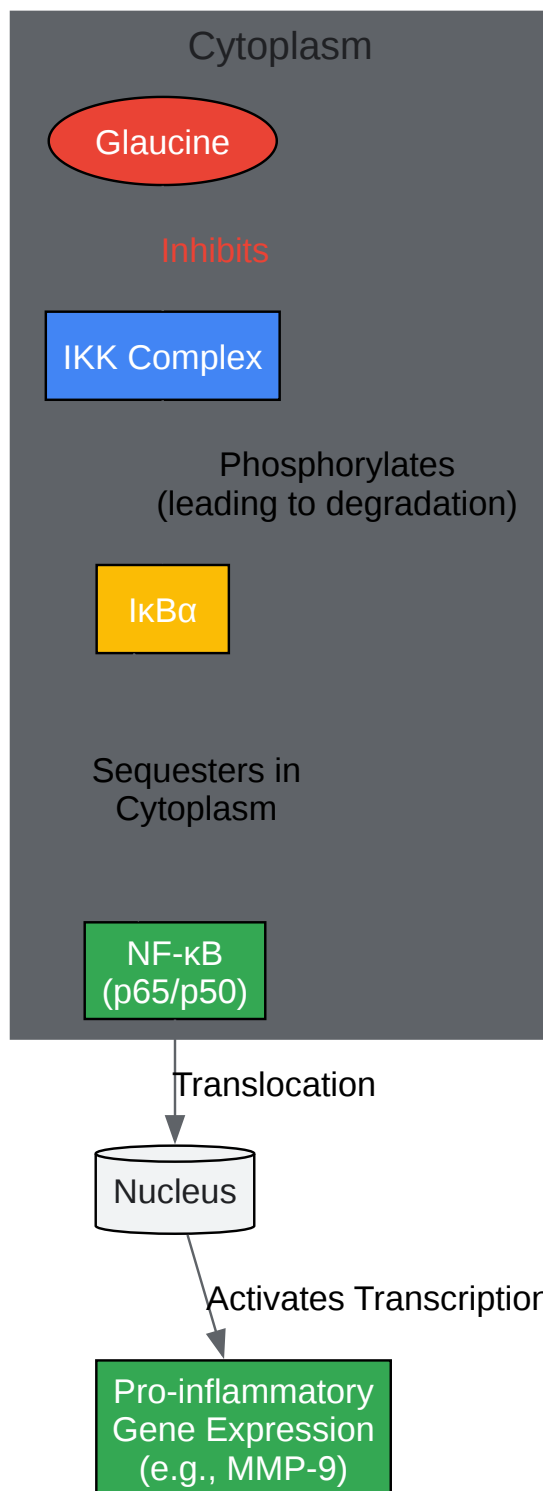 Cytoplasm
Glaucine
Inhibits
IKK Complex
Phosphorylates
(leading to degradation)
IκBα
Sequesters in
Cytoplasm
NF-κB
(p65/p50)
Translocation
Nucleus
Activates Transcription
Pro-inflammatory
Gene Expression
(e.g., MMP-9)